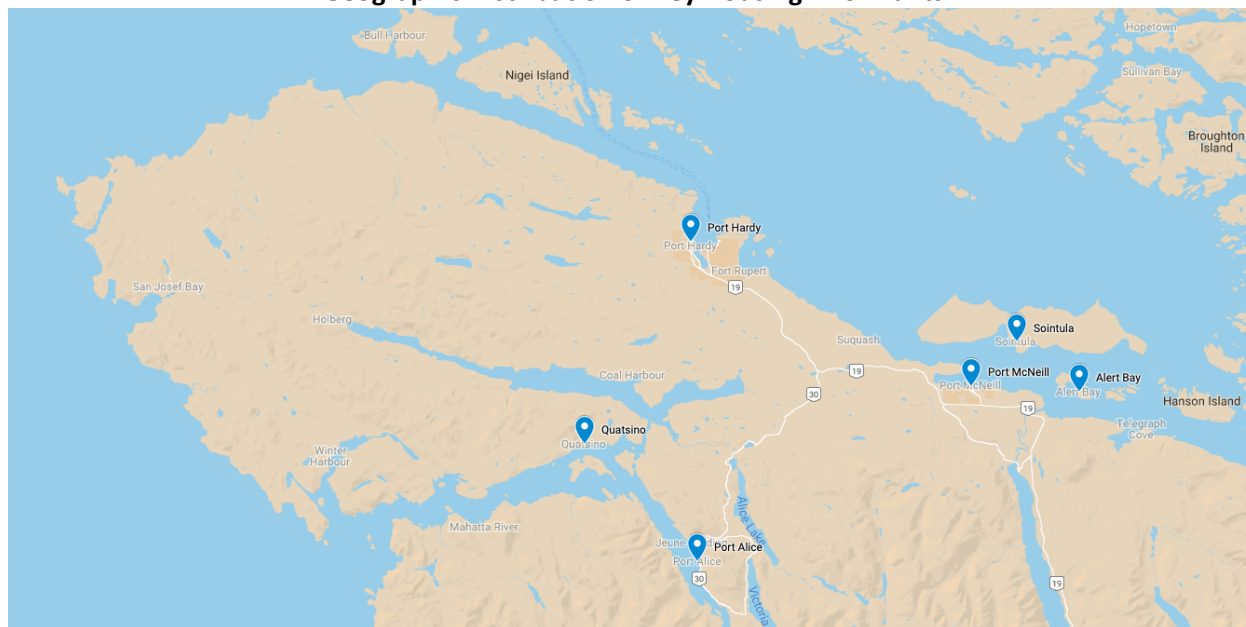 Bull Harbour
Hopetown
Nigei Island
Sullivan Bay
Broughton
Island
Port Hardy
Port Hardy
Fort Rupert
19
San Josef Bay
Holberg
Sointula
Sointula
Suquash
19
Port McNeill
Port McNeill
Alert Bay
Alert Bay
Coal Harbour
30
Hanson Island
19
Telegraph
Cove
Quatsino
Quatsino
Winter
Harbour
Mahatta River
Alice Lake
Port Alice
Port Alice
30
19
Victoria